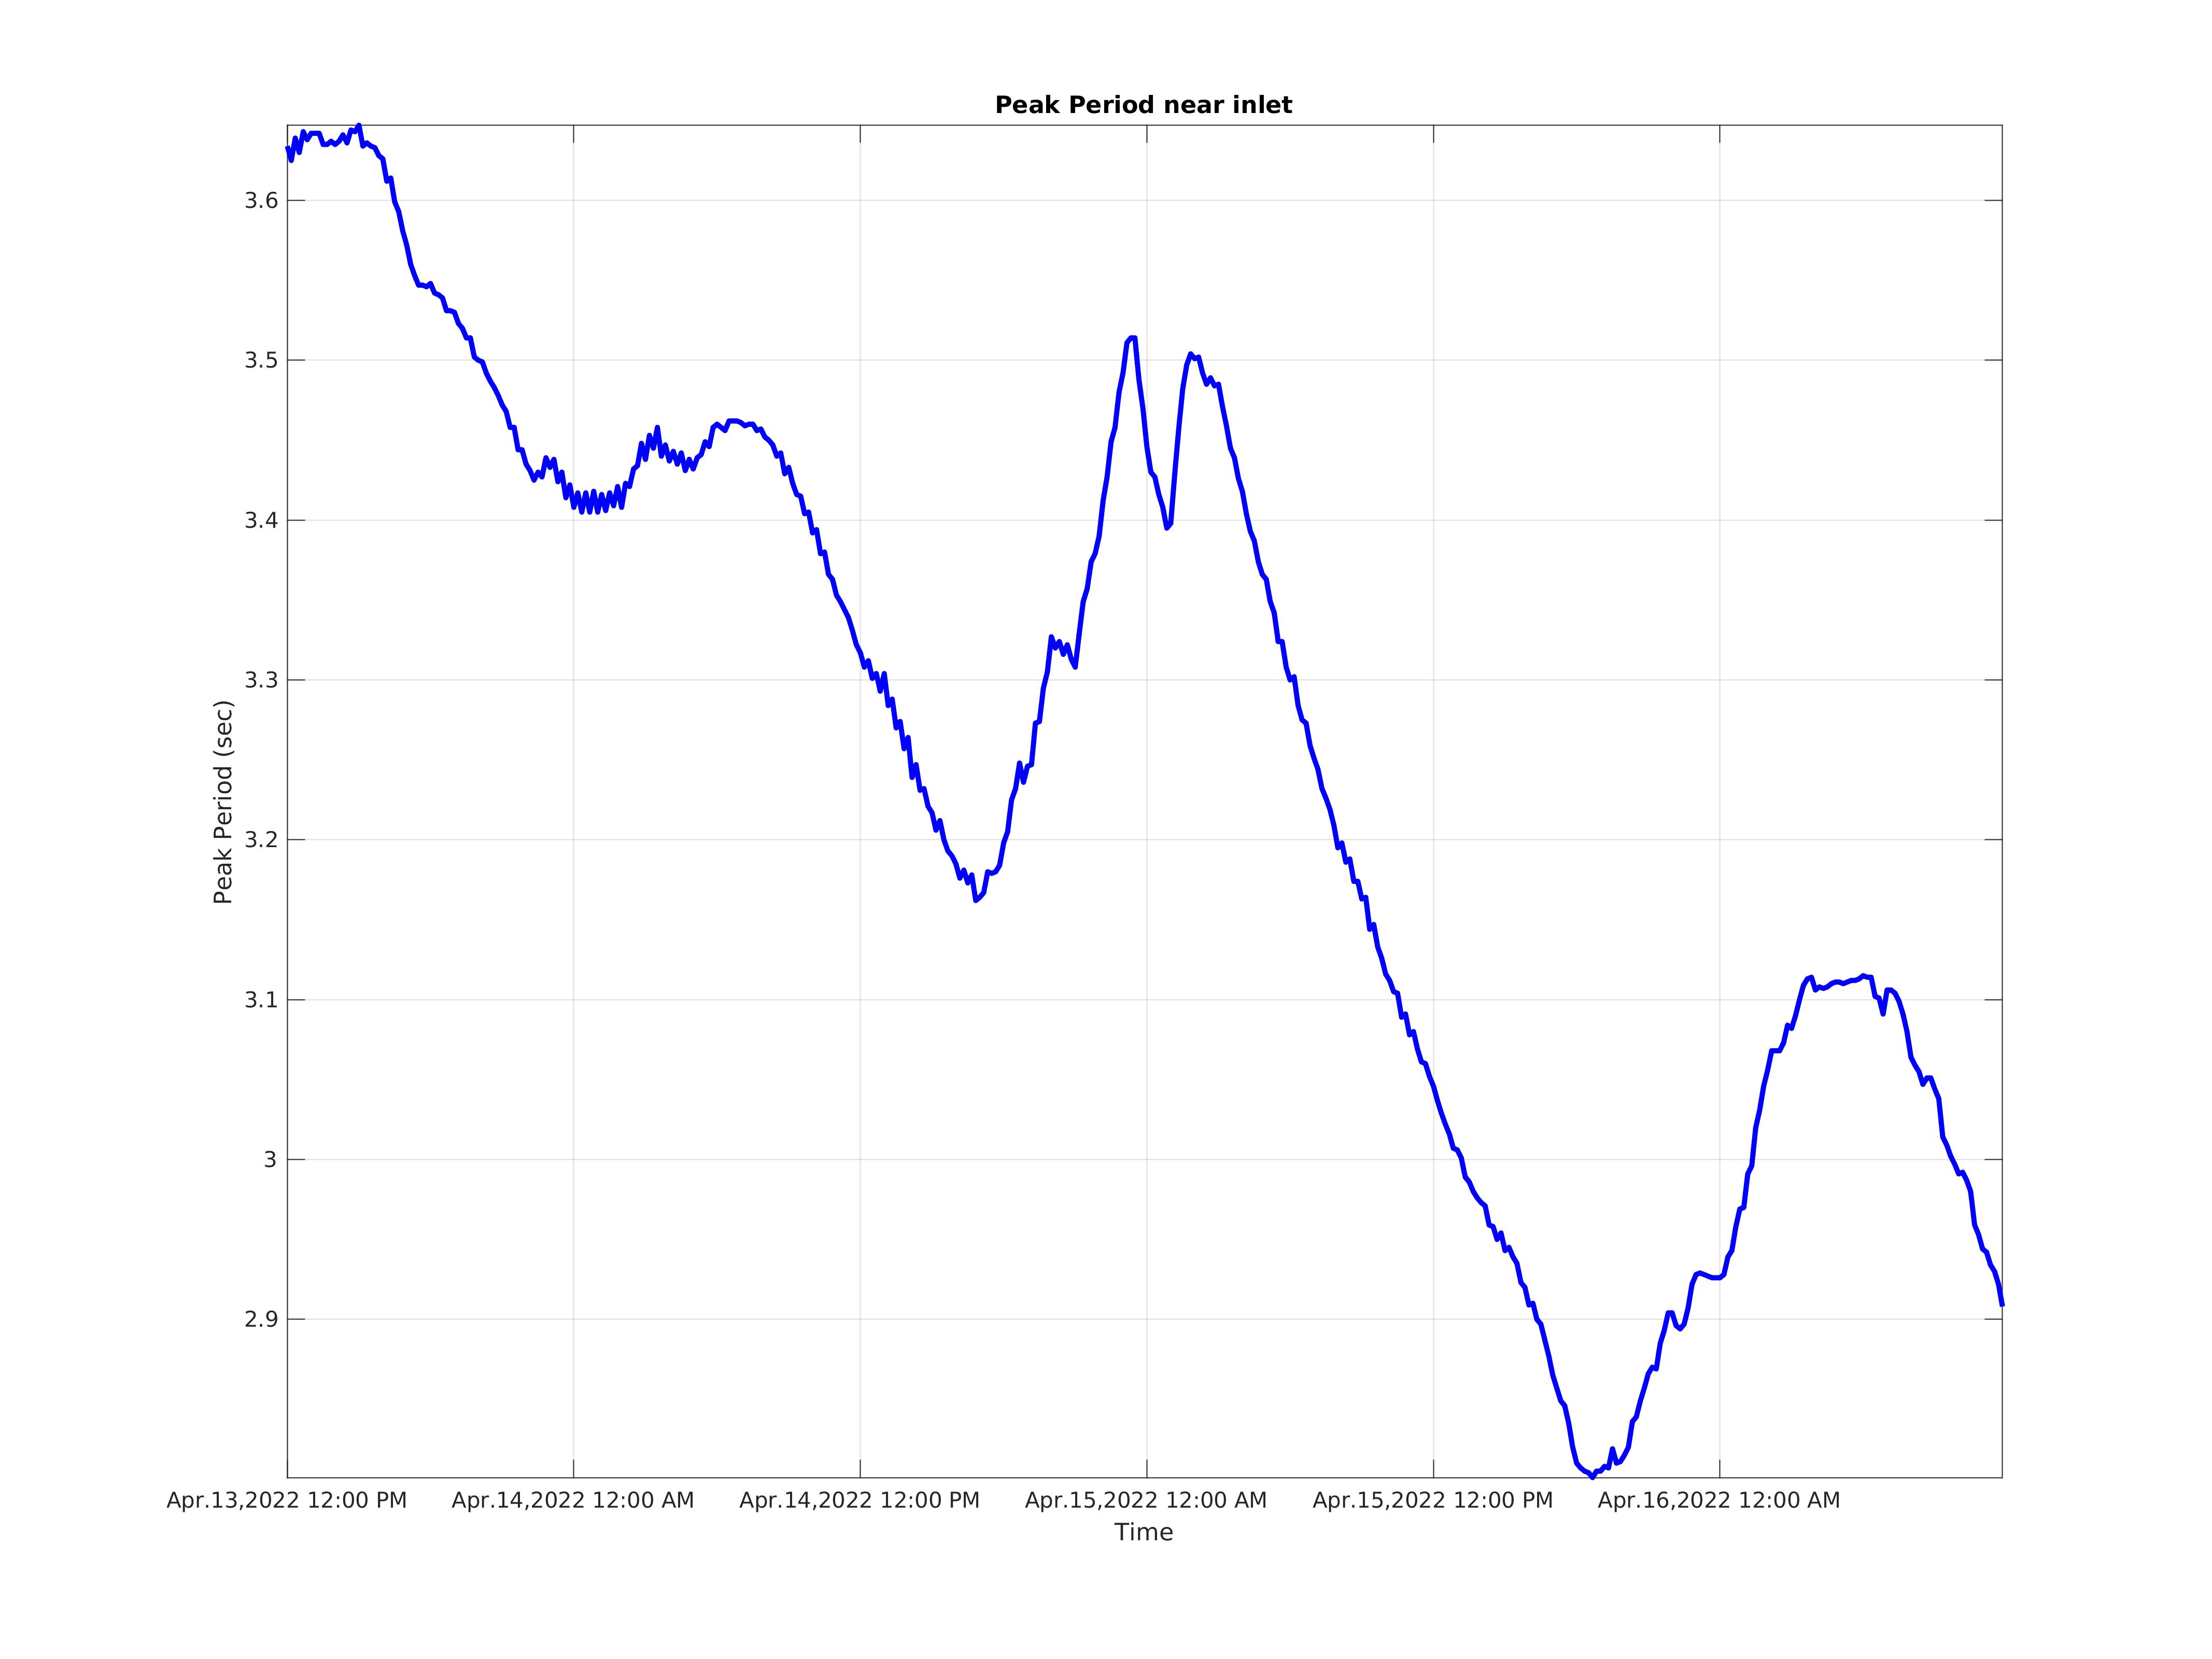 Peak Period near inlet
3.6
3.5
3.4
3.3
3.2
3.1
3
2.9
Peak Period (sec)
Apr.13,2022 12:00 PM Apr.14,2022 12:00 AM Apr.14,2022 12:00 PM Apr.15,2022 12:00 AM Apr.15,2022 12:00 PM Apr.16,2022 12:00 AM
Time